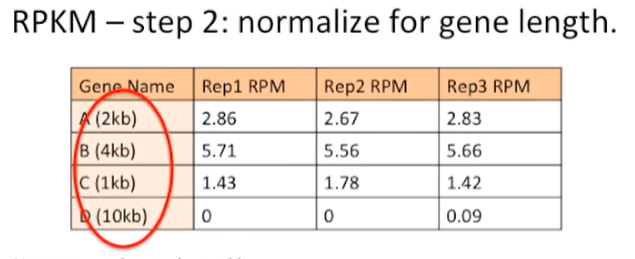 RPKM – step 2: normalize for gene length.
Gene Name Rep1 RPM Rep2 RPM Rep3 RPM
A (2kb) 2.86 2.67 2.83
B (4kb) 5.71 5.56 5.66
C (1kb) 1.43 1.78 1.42
D (10kb) 0 0 0.09